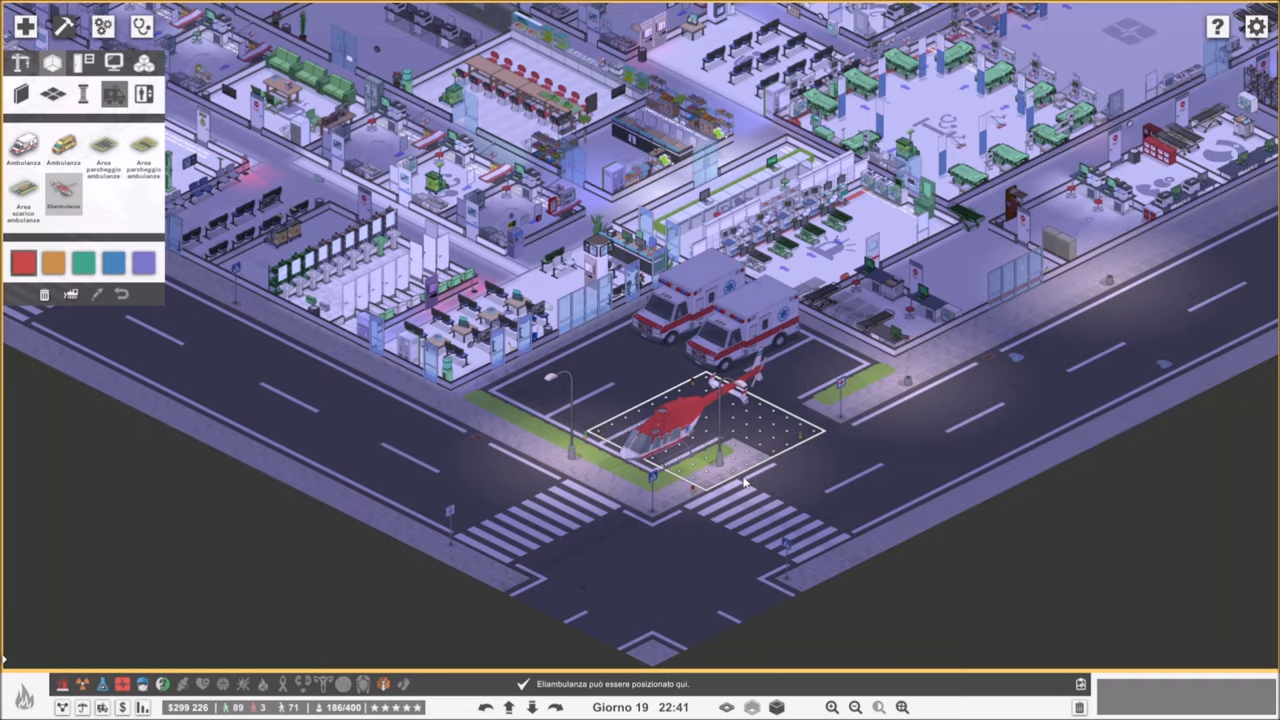 ?
Ambulanza Ambulanza Area parcheggio ambulanze Area parcheggio ambulanze
Area scarico ambulanze Eliambulanza
Eliambulanza può essere posizionato qui.
$299 226 89 3 71 186/400
Giorno 19 22:41